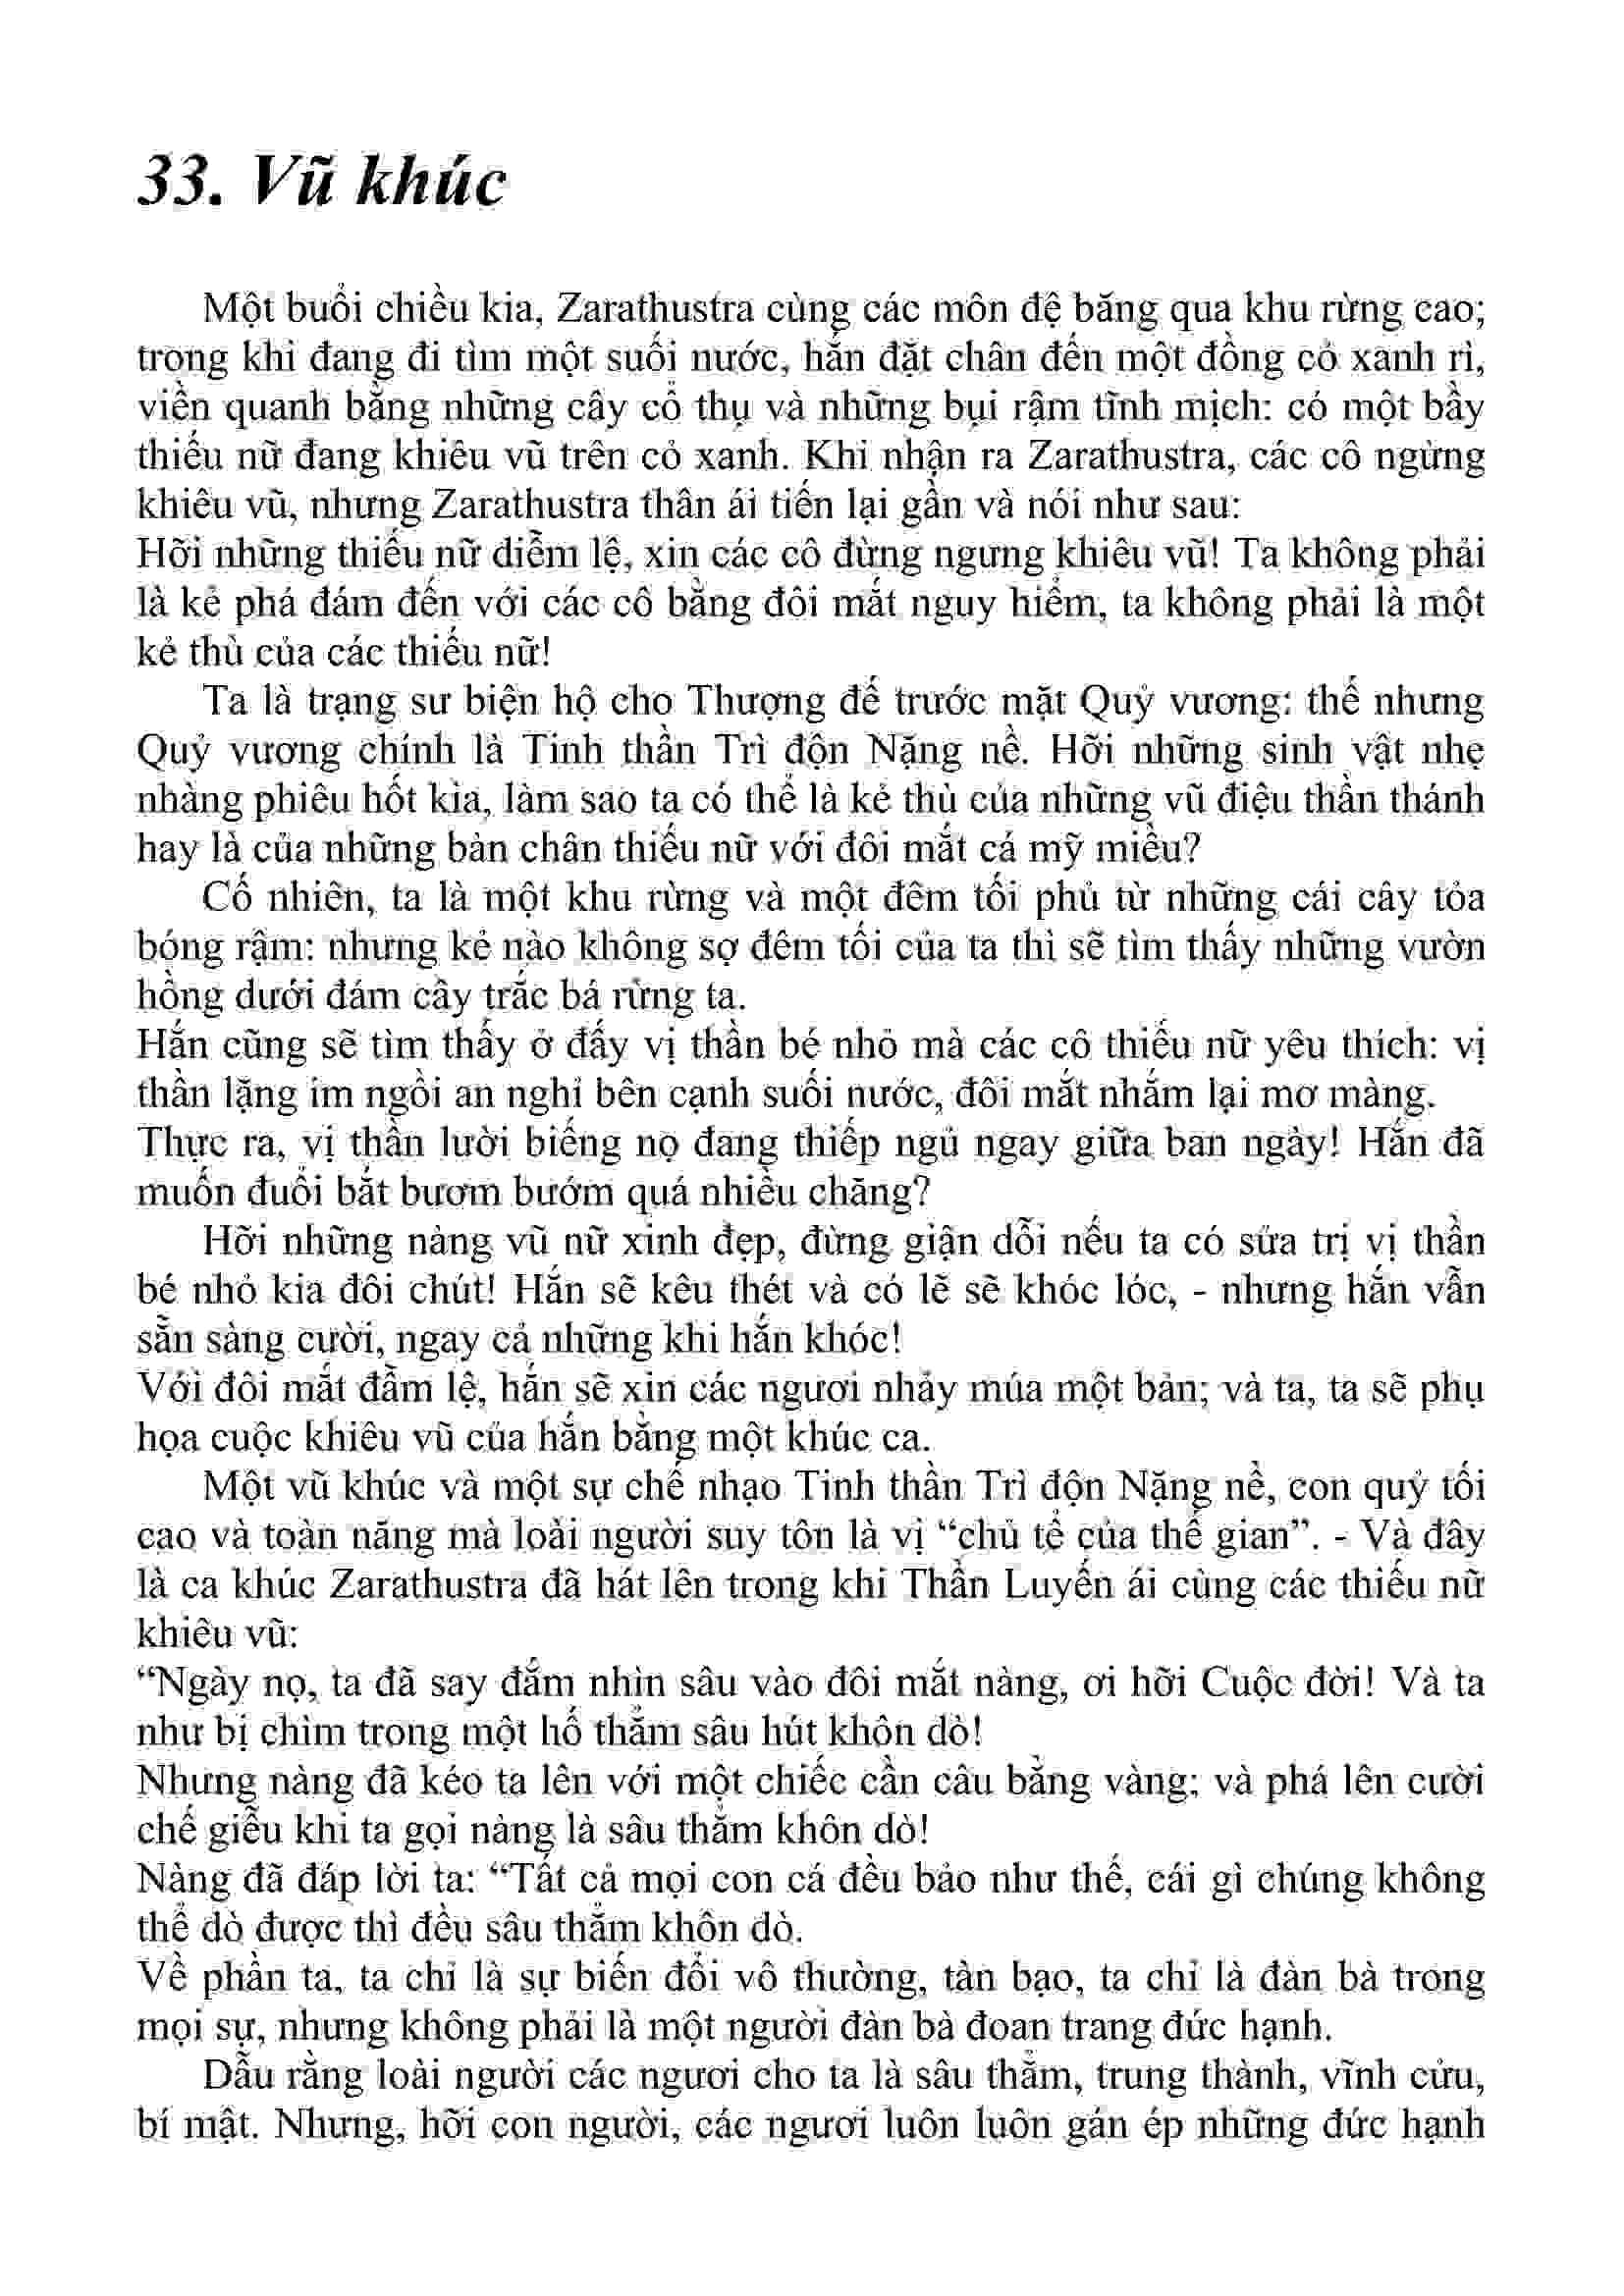 33. Vũ khúc
Một buổi chiều kia, Zarathustra cùng các môn đệ băng qua khu rừng cao;
trong khi đang đi tìm một suối nước, hắn đặt chân đến một đồng cỏ xanh rì,
viền quanh bằng những cây cổ thụ và những bụi rậm tĩnh mịch: có một bầy
thiếu nữ đang khiêu vũ trên cỏ xanh. Khi nhận ra Zarathustra, các cô ngừng
khiêu vũ, nhưng Zarathustra thân ái tiến lại gần và nói như sau:
Hỡi những thiếu nữ diễm lệ, xin các cô đừng ngưng khiêu vũ! Ta không phải
là kẻ phá đám đến với các cô bằng đôi mắt nguy hiểm, ta không phải là một
kẻ thù của các thiếu nữ!
Ta là trạng sư biện hộ cho Thượng đế trước mặt Quỷ vương: thế nhưng
Quỷ vương chính là Tinh thần Trì độn Nặng nề. Hỡi những sinh vật nhẹ
nhàng phiêu hốt kia, làm sao ta có thể là kẻ thù của những vũ điệu thần thánh
hay là của những bàn chân thiếu nữ với đôi mắt cá mỹ miều?
Cố nhiên, ta là một khu rừng và một đêm tối phủ từ những cái cây tỏa
bóng rậm: nhưng kẻ nào không sợ đêm tối của ta thì sẽ tìm thấy những vườn
hồng dưới đám cây trắc bá rừng ta.
Hắn cũng sẽ tìm thấy ở đấy vị thần bé nhỏ mà các cô thiếu nữ yêu thích: vị
thần lặng im ngồi an nghỉ bên cạnh suối nước, đôi mắt nhắm lại mơ màng.
Thực ra, vị thần lười biếng nọ đang thiếp ngủ ngay giữa ban ngày! Hắn đã
muốn đuổi bắt bươm bướm quá nhiều chăng?
Hỡi những nàng vũ nữ xinh đẹp, đừng giận dỗi nếu ta có sửa trị vị thần
bé nhỏ kia đôi chút! Hắn sẽ kêu thét và có lẽ sẽ khóc lóc, - nhưng hắn vẫn
sẵn sàng cười, ngay cả những khi hắn khóc!
Với đôi mắt đầm lệ, hắn sẽ xin các ngươi nhảy múa một bản; và ta, ta sẽ phụ
họa cuộc khiêu vũ của hắn bằng một khúc ca.
Một vũ khúc và một sự chế nhạo Tinh thần Trì độn Nặng nề, con quỷ tối
cao và toàn năng mà loài người suy tôn là vị “chủ tể của thế gian”. - Và đây
là ca khúc Zarathustra đã hát lên trong khi Thần Luyến ái cùng các thiếu nữ
khiêu vũ:
“Ngày nọ, ta đã say đắm nhìn sâu vào đôi mắt nàng, ơi hỡi Cuộc đời! Và ta
như bị chìm trong một hố thẳm sâu hút khôn dò!
Nhưng nàng đã kéo ta lên với một chiếc cần câu bằng vàng; và phá lên cười
chế giễu khi ta gọi nàng là sâu thẳm khôn dò!
Nàng đã đáp lời ta: “Tất cả mọi con cá đều bảo như thế, cái gì chúng không
thể dò được thì đều sâu thẳm khôn dò.
Về phần ta, ta chỉ là sự biến đổi vô thường, tàn bạo, ta chỉ là đàn bà trong
mọi sự, nhưng không phải là một người đàn bà đoan trang đức hạnh.
Dẫu rằng loài người các ngươi cho ta là sâu thẳm, trung thành, vĩnh cửu,
bí mật. Nhưng, hỡi con người, các ngươi luôn luôn gán ép những đức hạnh